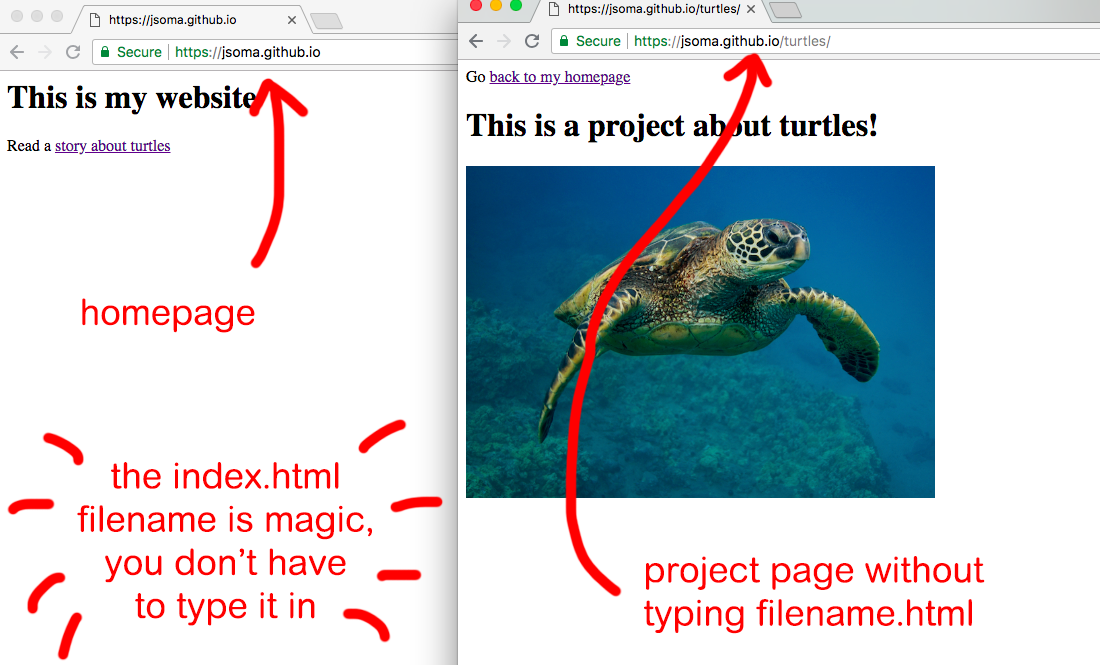 https://jsoma.github.io
Secure https://jsoma.github.io
This is my website
Read a story about turtles
homepage
the index.html
filename is magic,
you don't have
to type it in
https://jsoma.github.io/turtles/
Secure https://jsoma.github.io/turtles/
Go back to my homepage
This is a project about turtles!
project page without
typing filename.html